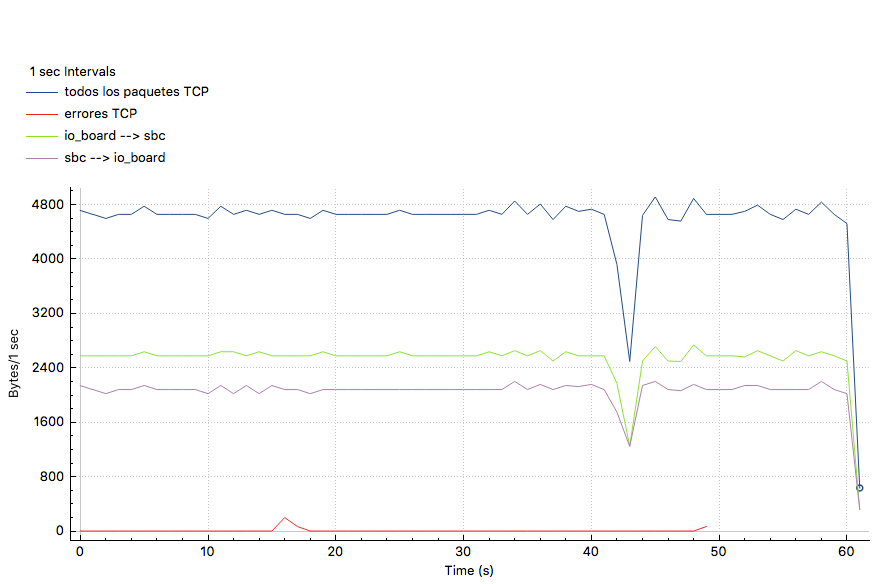 1 sec Intervals
todos los paquetes TCP
errores TCP
io_board --> sbc
sbc --> io_board
4800
4000
3200
2400
1600
800
0
Bytes/1 sec
0 10 20 30 40 50 60
Time (s)